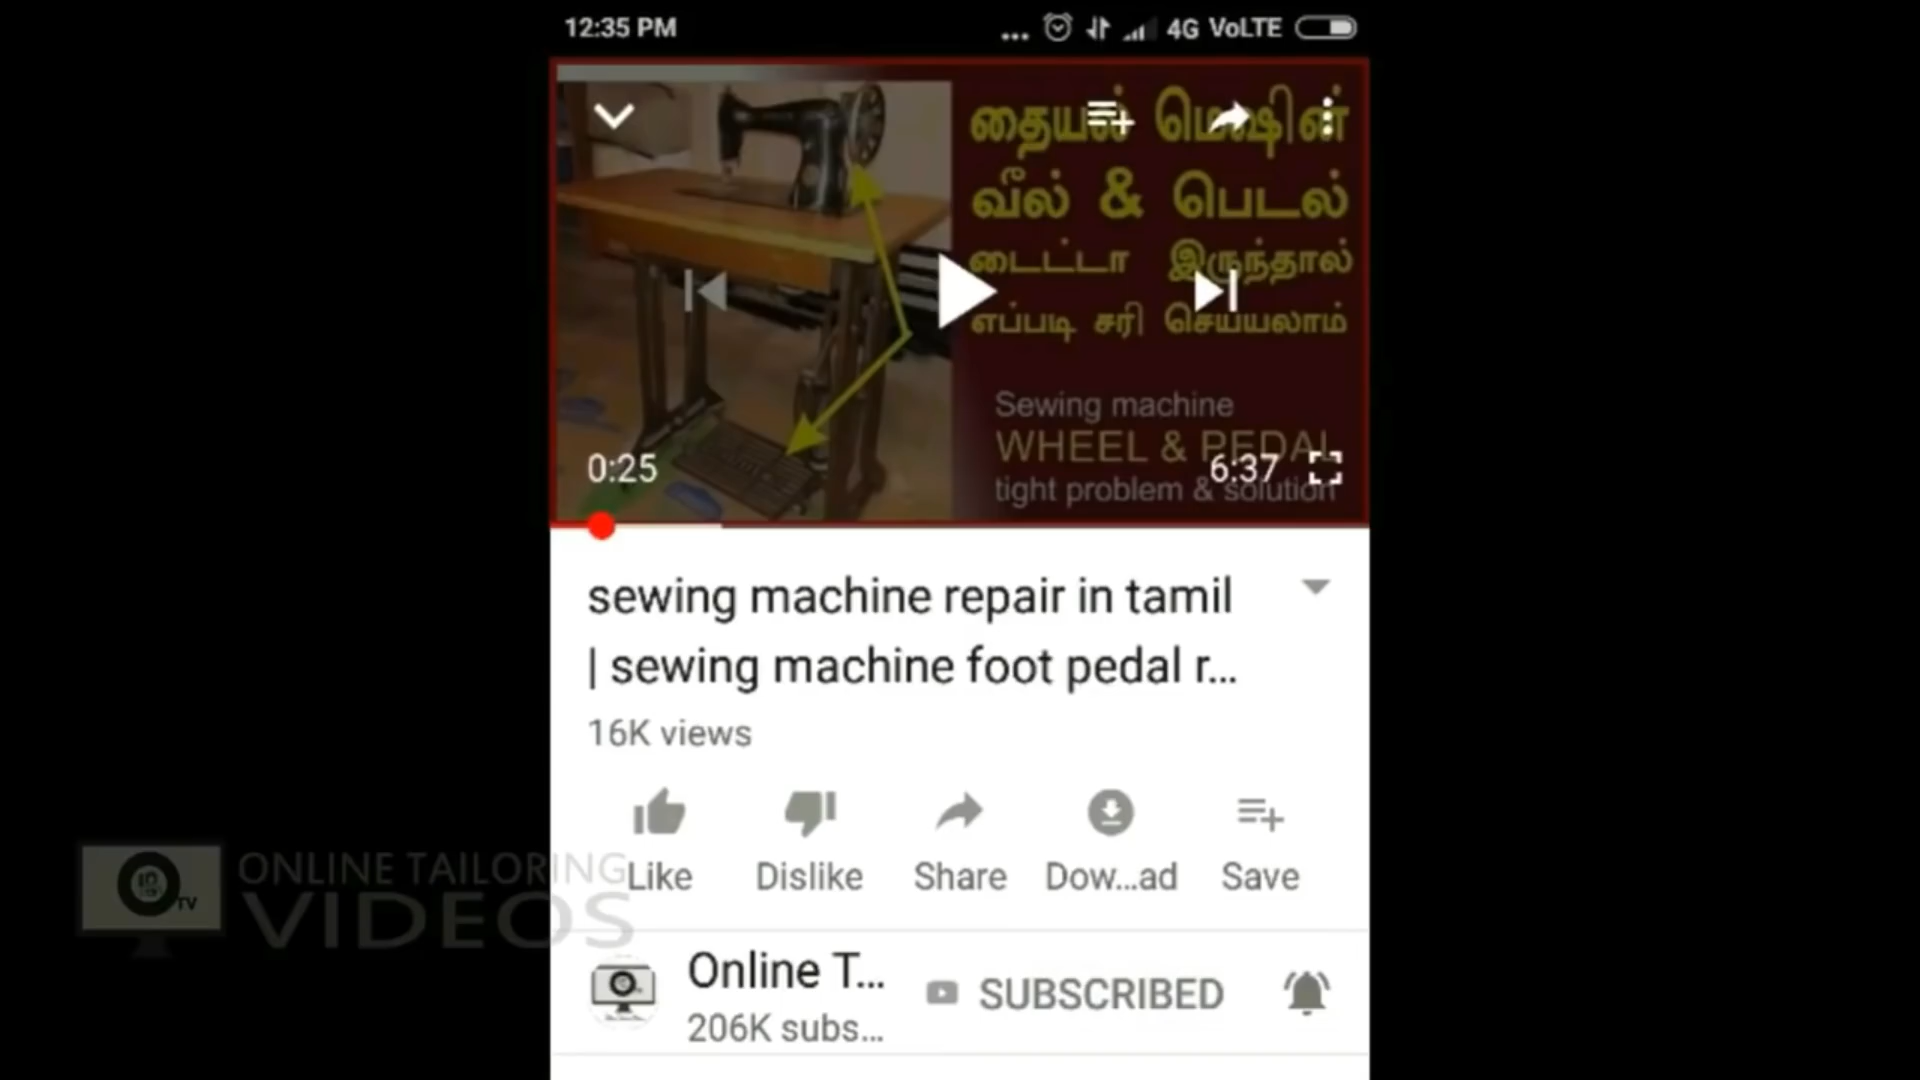 12:35 PM
... 4G VoLTE
தையல் மெஷின்
வீல் & பெடல்
டைட்டா இருந்தால்
எப்படி சரி செய்யலாம்
Sewing machine
WHEEL & PEDAL
tight problem & solution
0:25
6:37
sewing machine repair in tamil
| sewing machine foot pedal r...
16K views
Like Dislike Share Dow...ad Save
ONLINE TAILORING
VIDEOS
TV
Online T...
SUBSCRIBED
206K subs...